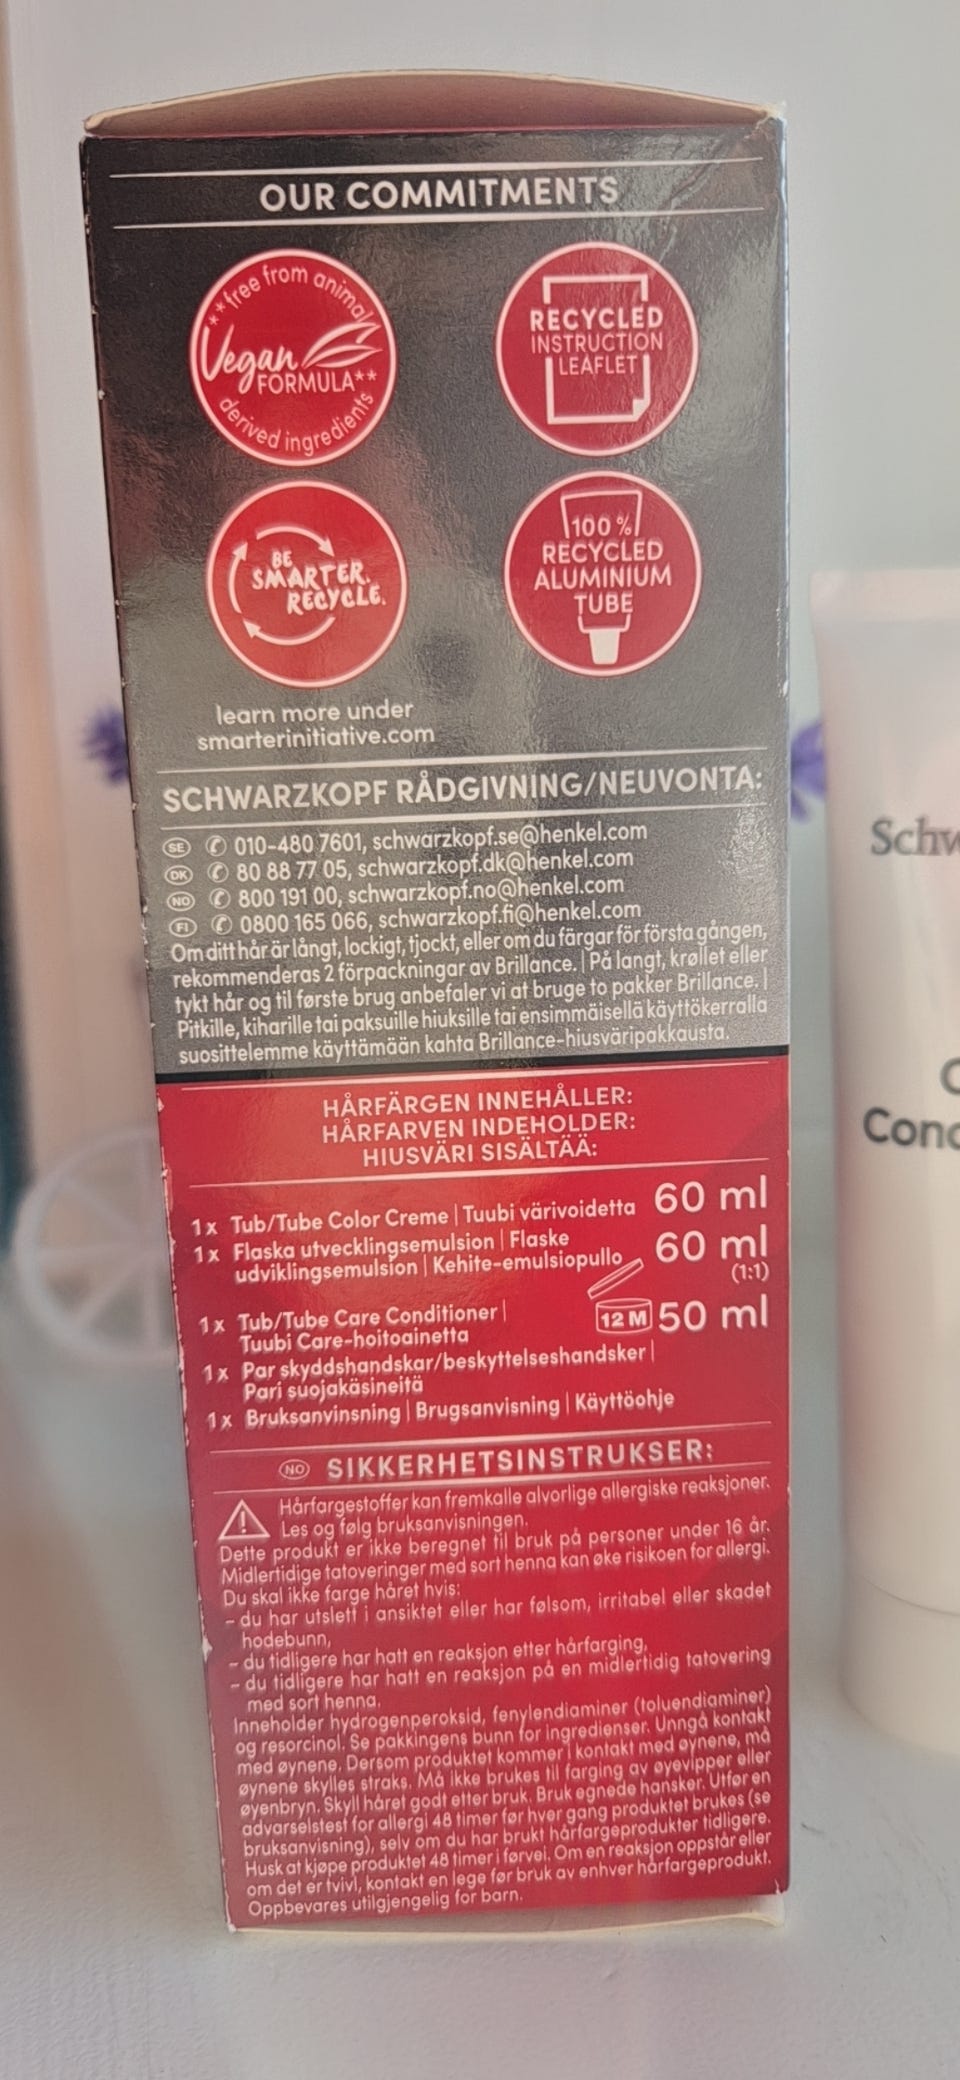 OUR COMMITMENTS
**free from animal
Vegan
FORMULA**
derived ingredients
RECYCLED
INSTRUCTION
LEAFLET
BE
SMARTER.
RECYCLE.
100 %
RECYCLED
ALUMINIUM
TUBE
learn more under
smarterinitiative.com
SCHWARZKOPF RÅDGIVNING/NEUVONTA:
SE 010-480 7601, schwarzkopf.se@henkel.com
DK 80 88 77 05, schwarzkopf.dk@henkel.com
NO 800 191 00, schwarzkopf.no@henkel.com
FI 0800 165 066, schwarzkopf.fi@henkel.com
Om ditt hår är långt, lockigt, tjockt, eller om du färgar för första gången,
rekommenderas 2 förpackningar av Brillance. | På langt, krøllet eller
tykt hår og til første brug anbefaler vi at bruge to pakker Brillance. |
Pitkille, kiharille tai paksuille hiuksille tai ensimmäisellä käyttökerralla
suosittelemme käyttämään kahta Brillance-hiusväripakkausta.
HÅRFÄRGEN INNEHÅLLER:
HÅRFARVEN INDEHOLDER:
HIUSVÄRI SISÄLTÄÄ:
1x Tub/Tube Color Creme | Tuubi värivoidetta 60 ml
1x Flaska utvecklingsemulsion | Flaske
udviklingsemulsion | Kehite-emulsiopullo 60 ml
(1:1)
1x Tub/Tube Care Conditioner |
Tuubi Care-hoitoainetta 12 M 50 ml
1x Par skyddshandskar/beskyttelseshandsker |
Pari suojakäsineitä
1x Bruksanvinsning | Brugsanvisning | Käyttöohje
NO SIKKERHETSINSTRUKSER:
Hårfargestoffer kan fremkalle alvorlige allergiske reaksjoner.
Les og følg bruksanvisningen.
Dette produkt er ikke beregnet til bruk på personer under 16 år.
Midlertidige tatoveringer med sort henna kan øke risikoen for allergi.
Du skal ikke farge håret hvis:
- du har utslett i ansiktet eller har følsom, irritabel eller skadet
hodebunn,
- du tidligere har hatt en reaksjon etter hårfarging,
- du tidligere har hatt en reaksjon på en midlertidig tatovering
med sort henna.
Inneholder hydrogenperoksid, fenylendiaminer (toluendiaminer)
og resorcinol. Se pakkingens bunn for ingredienser. Unngå kontakt
med øynene. Dersom produktet kommer i kontakt med øynene, må
øynene skylles straks. Må ikke brukes til farging av øyevipper eller
øyenbryn. Skyll håret godt etter bruk. Bruk egnede hansker. Utfør en
advarselstest for allergi 48 timer før hver gang produktet brukes (se
bruksanvisning), selv om du har brukt hårfargeprodukter tidligere.
Husk at kjøpe produktet 48 timer i førvei. Om en reaksjon oppstår eller
om det er tvivl, kontakt en lege før bruk av enhver hårfargeprodukt.
Oppbevares utilgjengelig for barn.
Schw
C
Conc